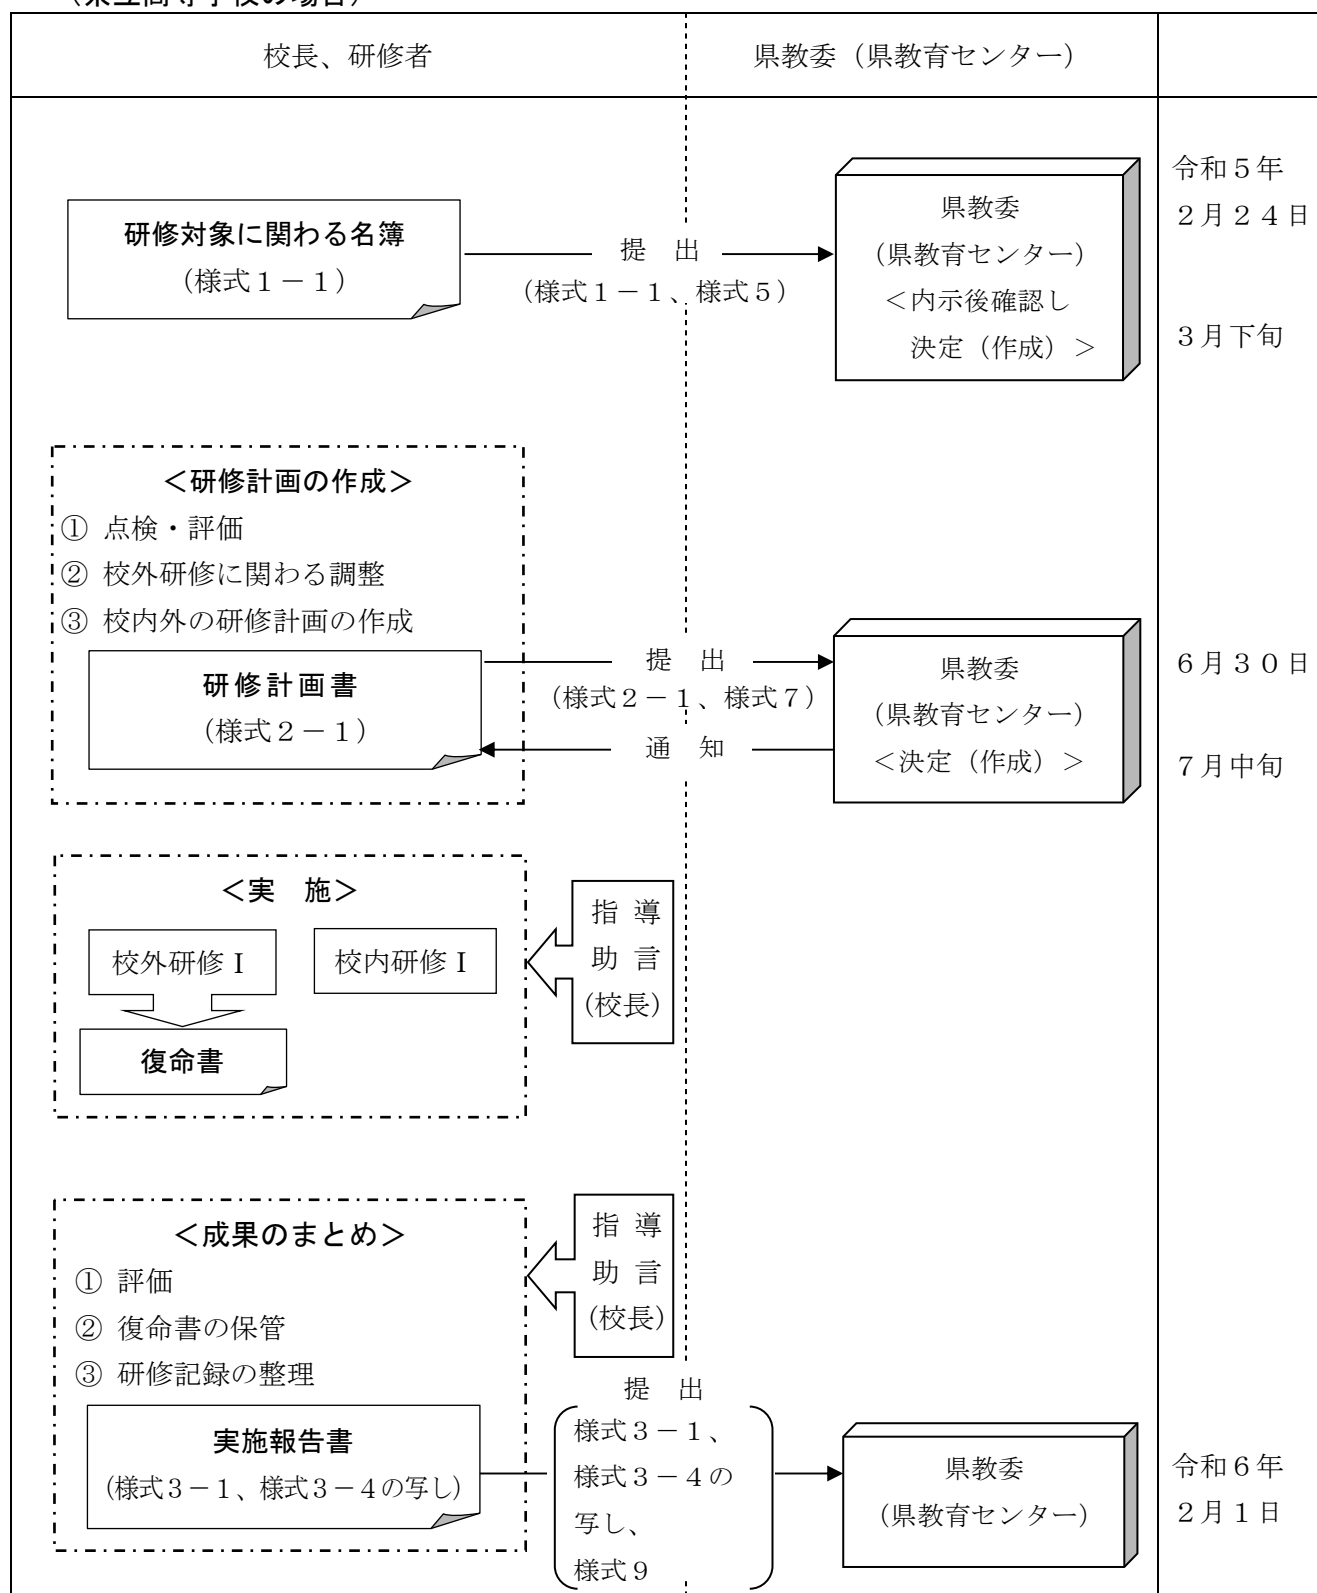 (県立高等学校の場合)
校長、研修者
県教委（県教育センター）
研修対象に関わる名簿
（様式１－１）
提　出
（様式１－１、様式５）
県教委
（県教育センター）
＜内示後確認し
決定（作成）＞
令和５年
２月２４日
３月下旬
＜研修計画の作成＞
① 点検・評価
② 校外研修に関わる調整
③ 校内外の研修計画の作成
研修計画書
（様式２－１）
提　出
（様式２－１、様式７）
通　知
県教委
（県教育センター）
＜決定（作成）＞
６月３０日
７月中旬
＜実　施＞
校外研修Ⅰ
校内研修Ⅰ
復命書
指 導
助 言
(校長)
＜成果のまとめ＞
① 評価
② 復命書の保管
③ 研修記録の整理
実施報告書
(様式３－１、様式３－４の写し)
指 導
助 言
(校長)
提　出
様式３－１、
様式３－４の
写し、
様式９
県教委
（県教育センター）
令和６年
２月１日